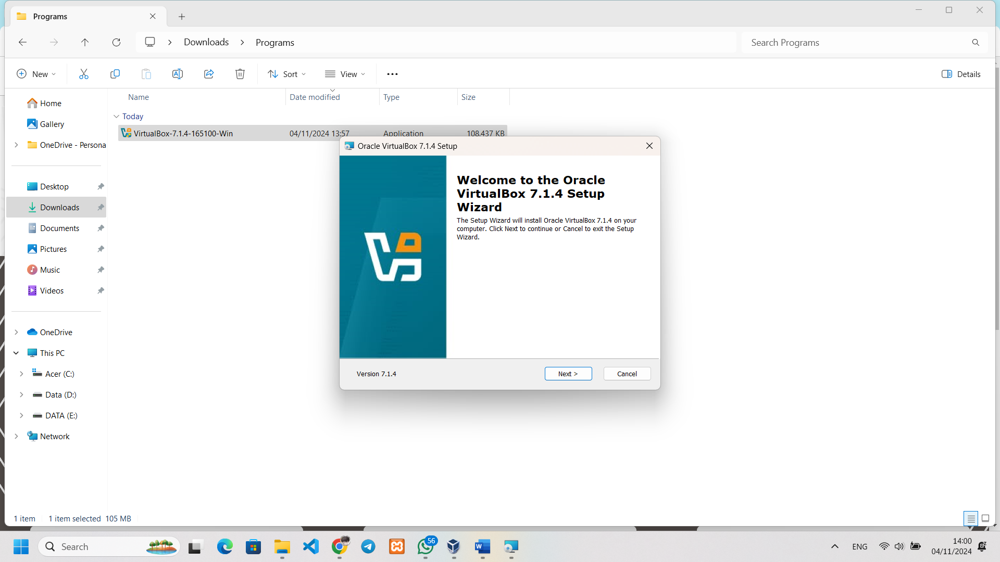 Programs
Downloads
Programs
Search Programs
New
Sort
View
Details
Name
Date modified
Type
Size
Today
VirtualBox-7.1.4-165100-Win
04/11/2024 13:57
Application
108.437 KB
Home
Gallery
OneDrive - Persona
Desktop
Downloads
Documents
Pictures
Music
Videos
OneDrive
This PC
Acer (C:)
Data (D:)
DATA (E:)
Network
Oracle VirtualBox 7.1.4 Setup
Welcome to the Oracle
VirtualBox 7.1.4 Setup
Wizard
The Setup Wizard will install Oracle VirtualBox 7.1.4 on your
computer. Click Next to continue or Cancel to exit the Setup
Wizard.
Version 7.1.4
Next >
Cancel
1 item
1 item selected 105 MB
Search
56
ENG
14:00
04/11/2024